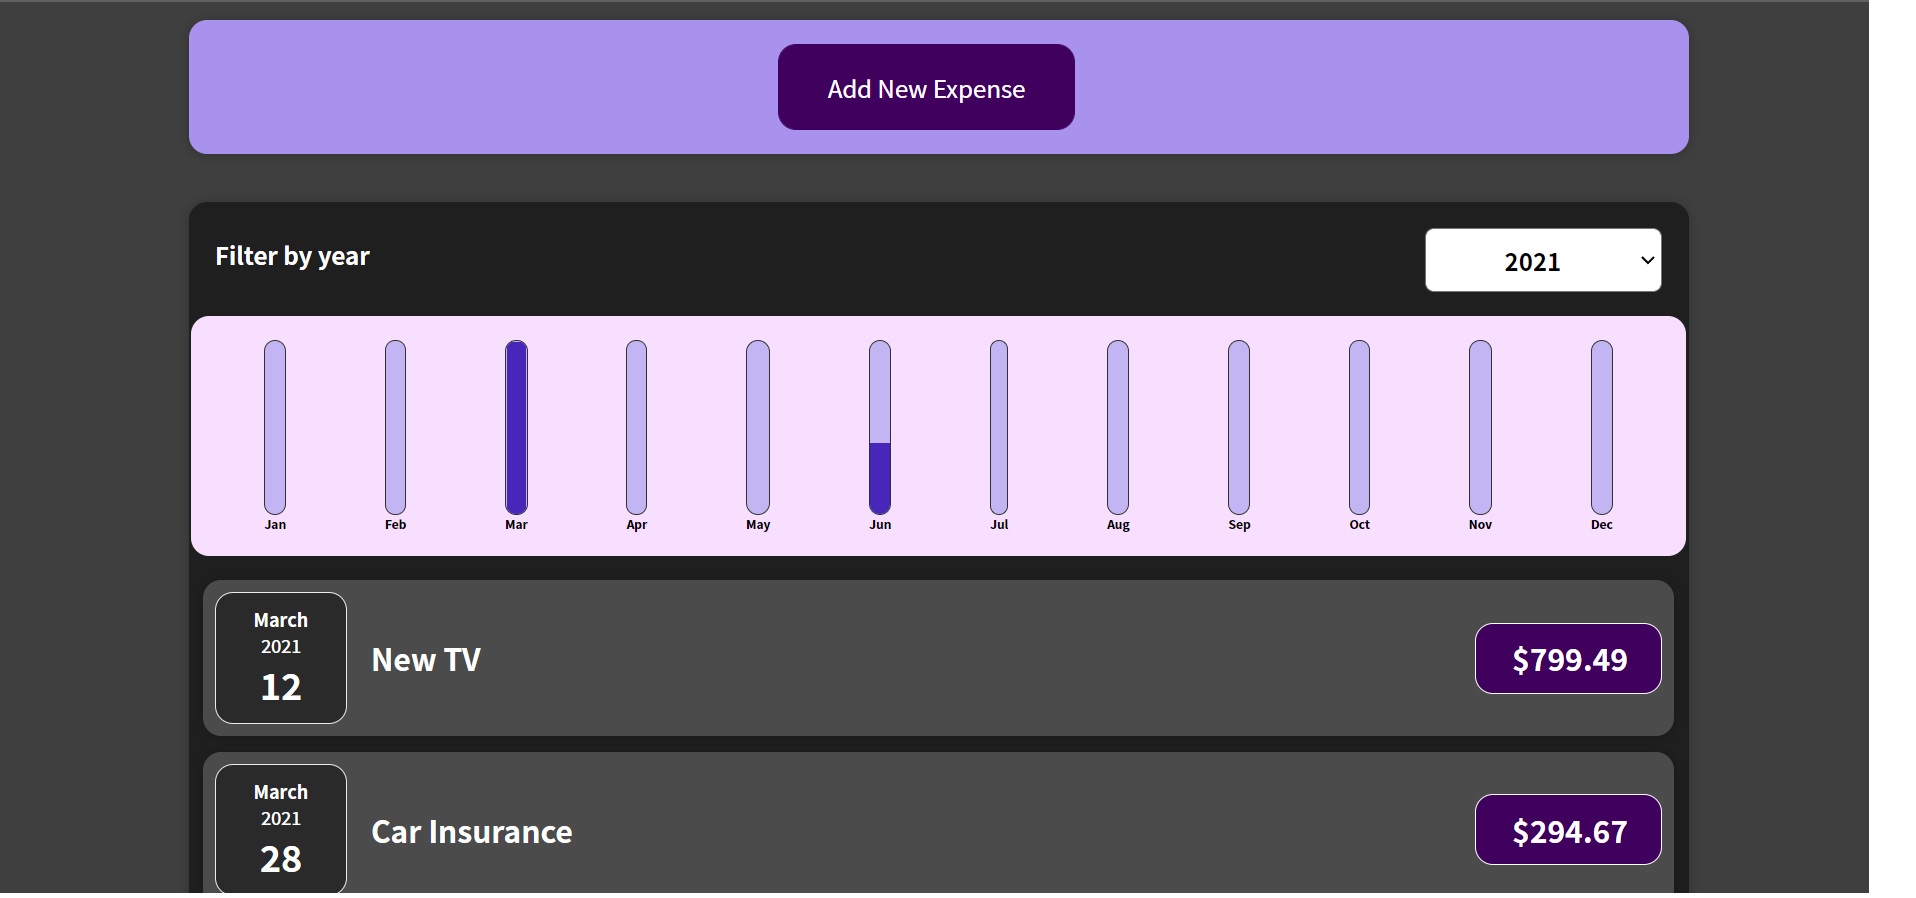 Add New Expense
Filter by year
2021
Jan Feb Mar Apr May Jun Jul Aug Sep Oct Nov Dec
March
2021
12
New TV
$799.49
March
2021
28
Car Insurance
$294.67